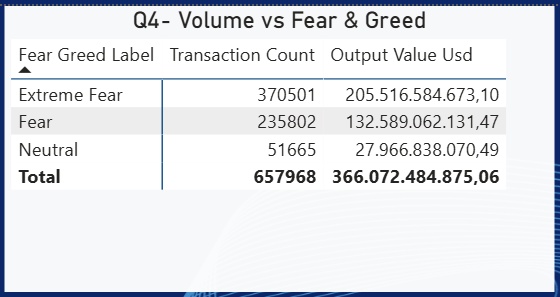 Q4- Volume vs Fear & Greed
Fear Greed Label Transaction Count Output Value Usd
Extreme Fear 370501 205.516.584.673,10
Fear 235802 132.589.062.131,47
Neutral 51665 27.966.838.070,49
Total 657968 366.072.484.875,06